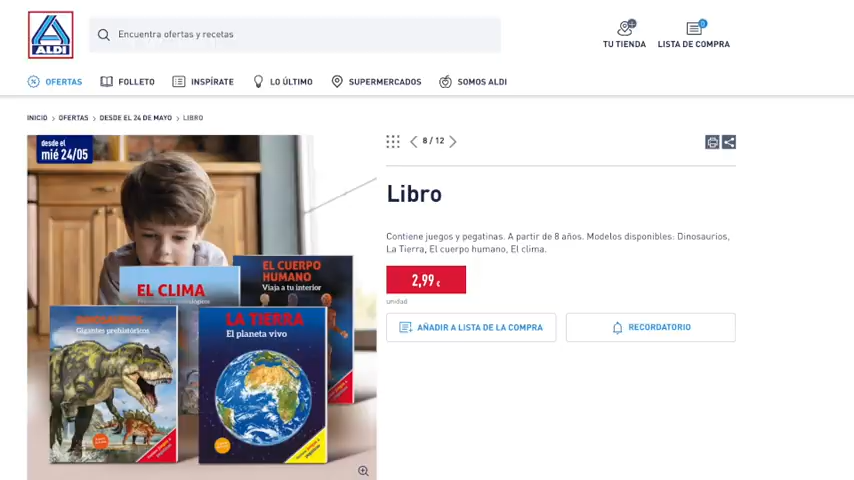 ALDI
Encuentra ofertas y recetas
TU TIENDA
0
LISTA DE COMPRA
OFERTAS
FOLLETO
INSPÍRATE
LO ÚLTIMO
SUPERMERCADOS
SOMOS ALDI
INICIO > OFERTAS > DESDE EL 24 DE MAYO > LIBRO
desde el
mié 24/05
8 / 12
Libro
Contiene juegos y pegatinas. A partir de 8 años. Modelos disponibles: Dinosaurios,
La Tierra, El cuerpo humano, El clima.
2,99 €
unidad
AÑADIR A LISTA DE LA COMPRA
RECORDATORIO
EL CUERPO
HUMANO
Viaja a tu interior
EL CLIMA
DINOSAURIOS
Gigantes prehistóricos
LA TIERRA
El planeta vivo